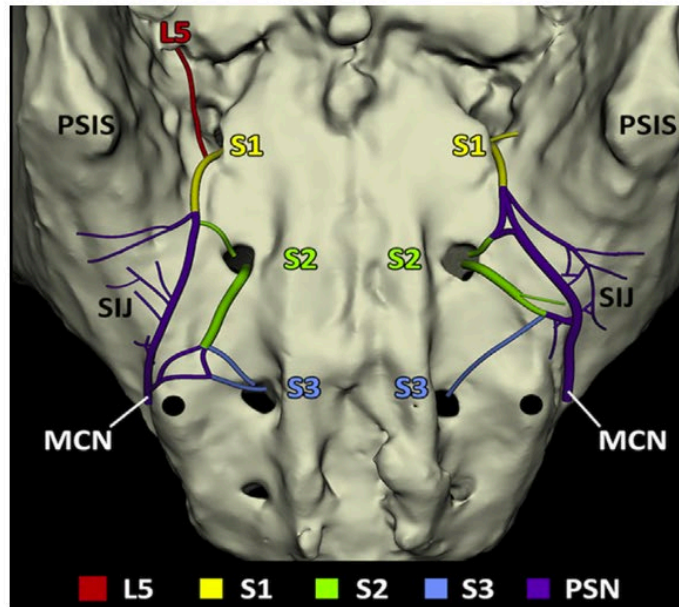 L5
PSIS PSIS
S1 S1
S2 S2
SIJ SIJ
S3 S3
MCN MCN
L5 S1 S2 S3 PSN